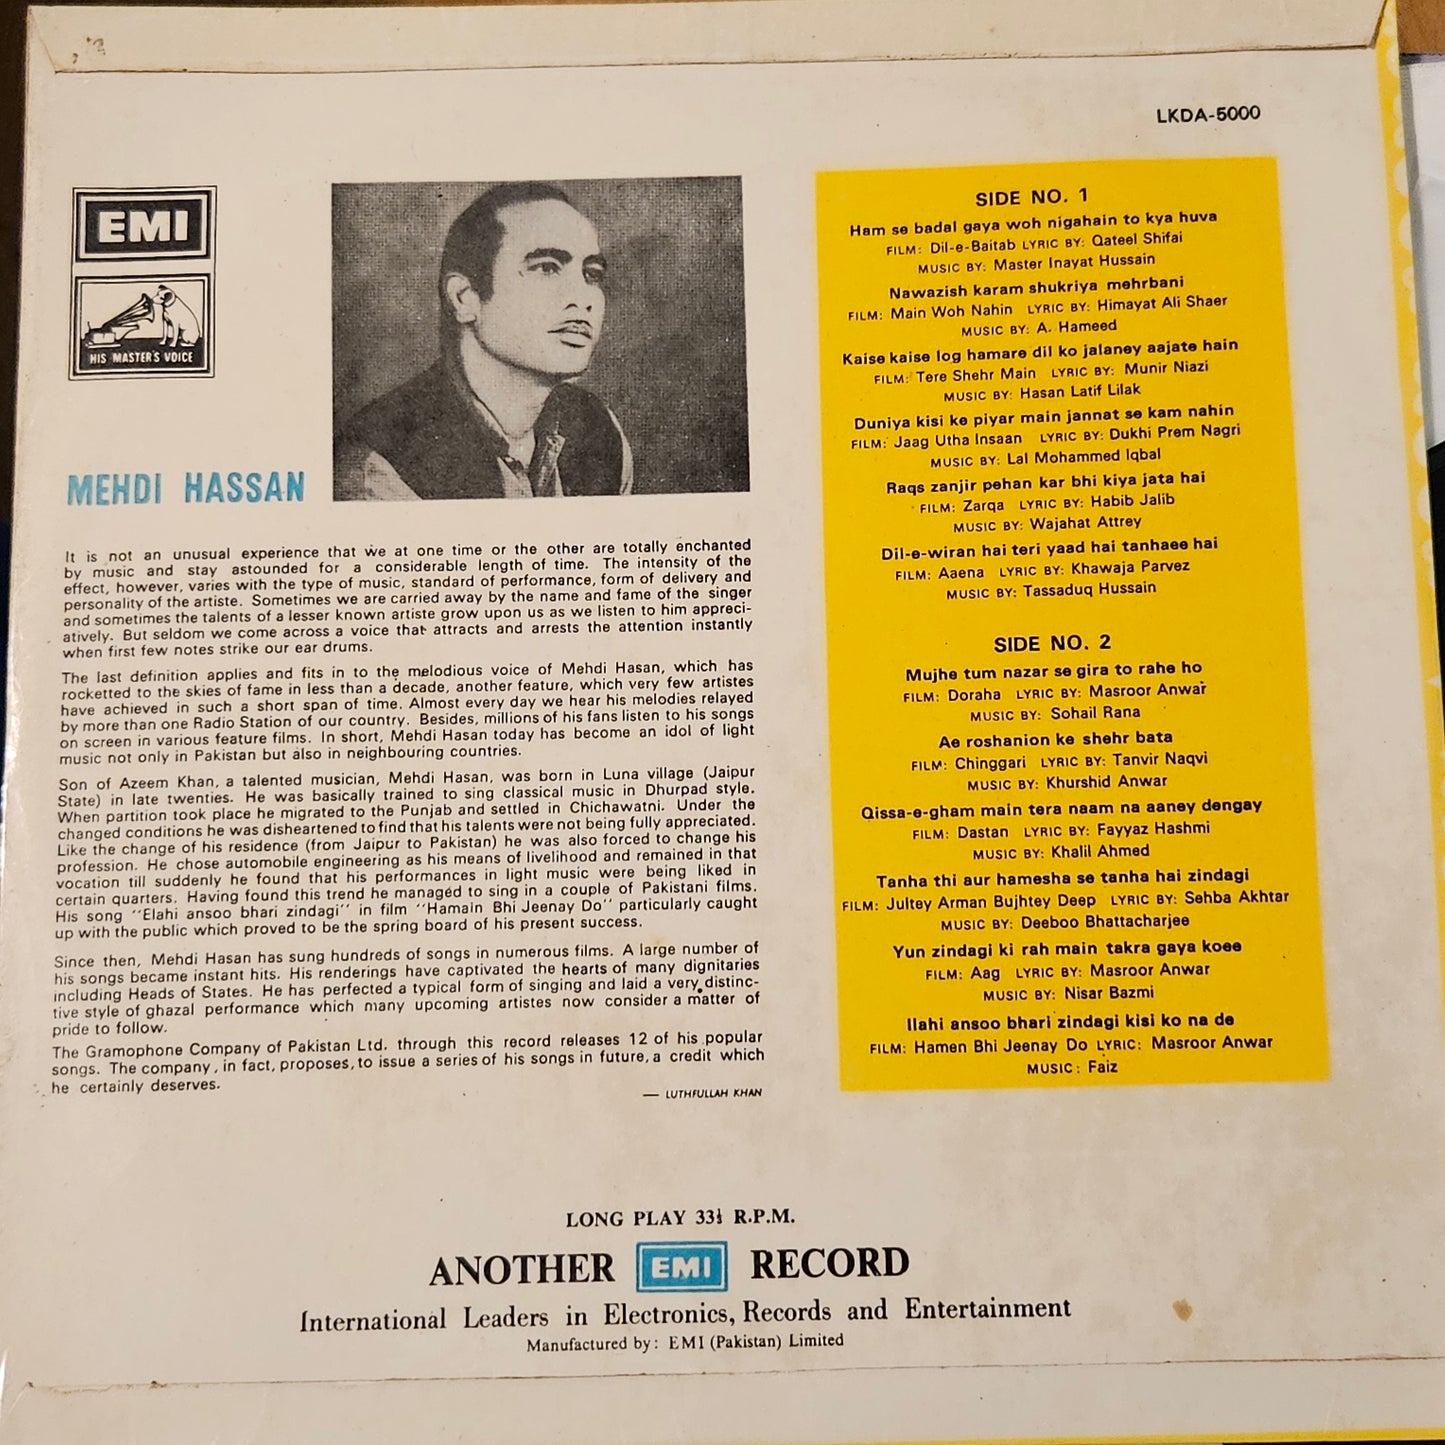 LKDA-5000
EMI
HIS MASTER'S VOICE
MEHDI HASSAN
It is not an unusual experience that we at one time or the other are totally enchanted
by music and stay astounded for a considerable length of time. The intensity of the
effect, however, varies with the type of music, standard of performance, form of delivery and
personality of the artiste. Sometimes we are carried away by the name and fame of the singer
and sometimes the talents of a lesser known artiste grow upon us as we listen to him appreci-
atively. But seldom we come across a voice that attracts and arrests the attention instantly
when first few notes strike our ear drums.
The last definition applies and fits in to the melodious voice of Mehdi Hasan, which has
rocketted to the skies of fame in less than a decade, another feature, which very few artistes
have achieved in such a short span of time. Almost every day we hear his melodies relayed
by more than one Radio Station of our country. Besides, millions of his fans listen to his songs
on screen in various feature films. In short, Mehdi Hasan today has become an idol of light
music not only in Pakistan but also in neighbouring countries.
Son of Azeem Khan, a talented musician, Mehdi Hasan, was born in Luna village (Jaipur
State) in late twenties. He was basically trained to sing classical music in Dhurpad style.
When partition took place he migrated to the Punjab and settled in Chichawatni. Under the
changed conditions he was disheartened to find that his talents were not being fully appreciated.
Like the change of his residence (from Jaipur to Pakistan) he was also forced to change his
profession. He chose automobile engineering as his means of livelihood and remained in that
vocation till suddenly he found that his performances in light music were being liked in
certain quarters. Having found this trend he managed to sing in a couple of Pakistani films.
His song "Elahi ansoo bhari zindagi" in film "Hamain Bhi Jeenay Do" particularly caught
up with the public which proved to be the spring board of his present success.
Since then, Mehdi Hasan has sung hundreds of songs in numerous films. A large number of
his songs became instant hits. His renderings have captivated the hearts of many dignitaries
including Heads of States. He has perfected a typical form of singing and laid a very distinc-
tive style of ghazal performance which many upcoming artistes now consider a matter of
pride to follow.
The Gramophone Company of Pakistan Ltd. through this record releases 12 of his popular
songs. The company, in fact, proposes, to issue a series of his songs in future, a credit which
he certainly deserves.
— LUTHFULLAH KHAN
SIDE NO. 1
Ham se badal gaya woh nigahain to kya huva
FILM: Dil-e-Baitab LYRIC BY: Qateel Shifai
MUSIC BY: Master Inayat Hussain
Nawazish karam shukriya mehrbani
FILM: Main Woh Nahin LYRIC BY: Himayat Ali Shaer
MUSIC BY: A. Hameed
Kaise kaise log hamare dil ko jalaney aajate hain
FILM: Tere Shehr Main LYRIC BY: Munir Niazi
MUSIC BY: Hasan Latif Lilak
Duniya kisi ke piyar main jannat se kam nahin
FILM: Jaag Utha Insaan LYRIC BY: Dukhi Prem Nagri
MUSIC BY: Lal Mohammed Iqbal
Raqs zanjir pehan kar bhi kiya jata hai
FILM: Zarqa LYRIC BY: Habib Jalib
MUSIC BY: Wajahat Attrey
Dil-e-wiran hai teri yaad hai tanhaee hai
FILM: Aaena LYRIC BY: Khawaja Parvez
MUSIC BY: Tassaduq Hussain
SIDE NO. 2
Mujhe tum nazar se gira to rahe ho
FILM: Doraha LYRIC BY: Masroor Anwar
MUSIC BY: Sohail Rana
Ae roshanion ke shehr bata
FILM: Chinggari LYRIC BY: Tanvir Naqvi
MUSIC BY: Khurshid Anwar
Qissa-e-gham main tera naam na aaney dengay
FILM: Dastan LYRIC BY: Fayyaz Hashmi
MUSIC BY: Khalil Ahmed
Tanha thi aur hamesha se tanha hai zindagi
FILM: Jultey Arman Bujhtey Deep LYRIC BY: Sehba Akhtar
MUSIC BY: Deeboo Bhattacharjee
Yun zindagi ki rah main takra gaya koee
FILM: Aag LYRIC BY: Masroor Anwar
MUSIC BY: Nisar Bazmi
Ilahi ansoo bhari zindagi kisi ko na de
FILM: Hamen Bhi Jeenay Do LYRIC: Masroor Anwar
MUSIC: Faiz
LONG PLAY 33⅓ R.P.M.
ANOTHER EMI RECORD
International Leaders in Electronics, Records and Entertainment
Manufactured by: EMI (Pakistan) Limited